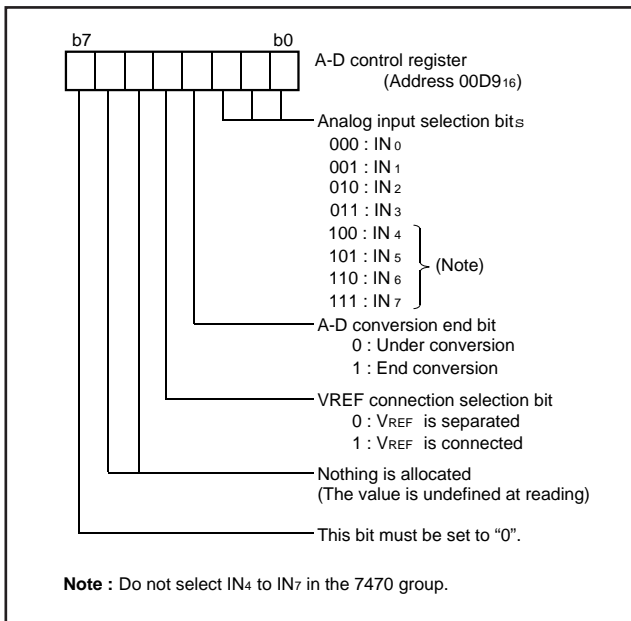 b7 b0
A-D control register
(Address 00D916)
Analog input selection bits
000 : IN0
001 : IN1
010 : IN2
011 : IN3
100 : IN4
101 : IN5
110 : IN6
111 : IN7
(Note)
A-D conversion end bit
0 : Under conversion
1 : End conversion
VREF connection selection bit
0 : VREF is separated
1 : VREF is connected
Nothing is allocated
(The value is undefined at reading)
This bit must be set to “0”.
Note : Do not select IN4 to IN7 in the 7470 group.